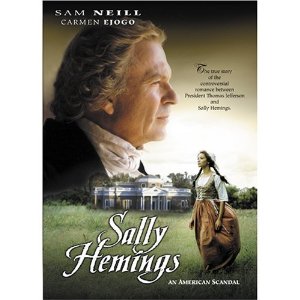 SAM NEILL
CARMEN EJOGO
The true story
of the
controversial
romance between
President Thomas Jefferson
and
Sally Hemings.
Sally
Hemings
AN AMERICAN SCANDAL